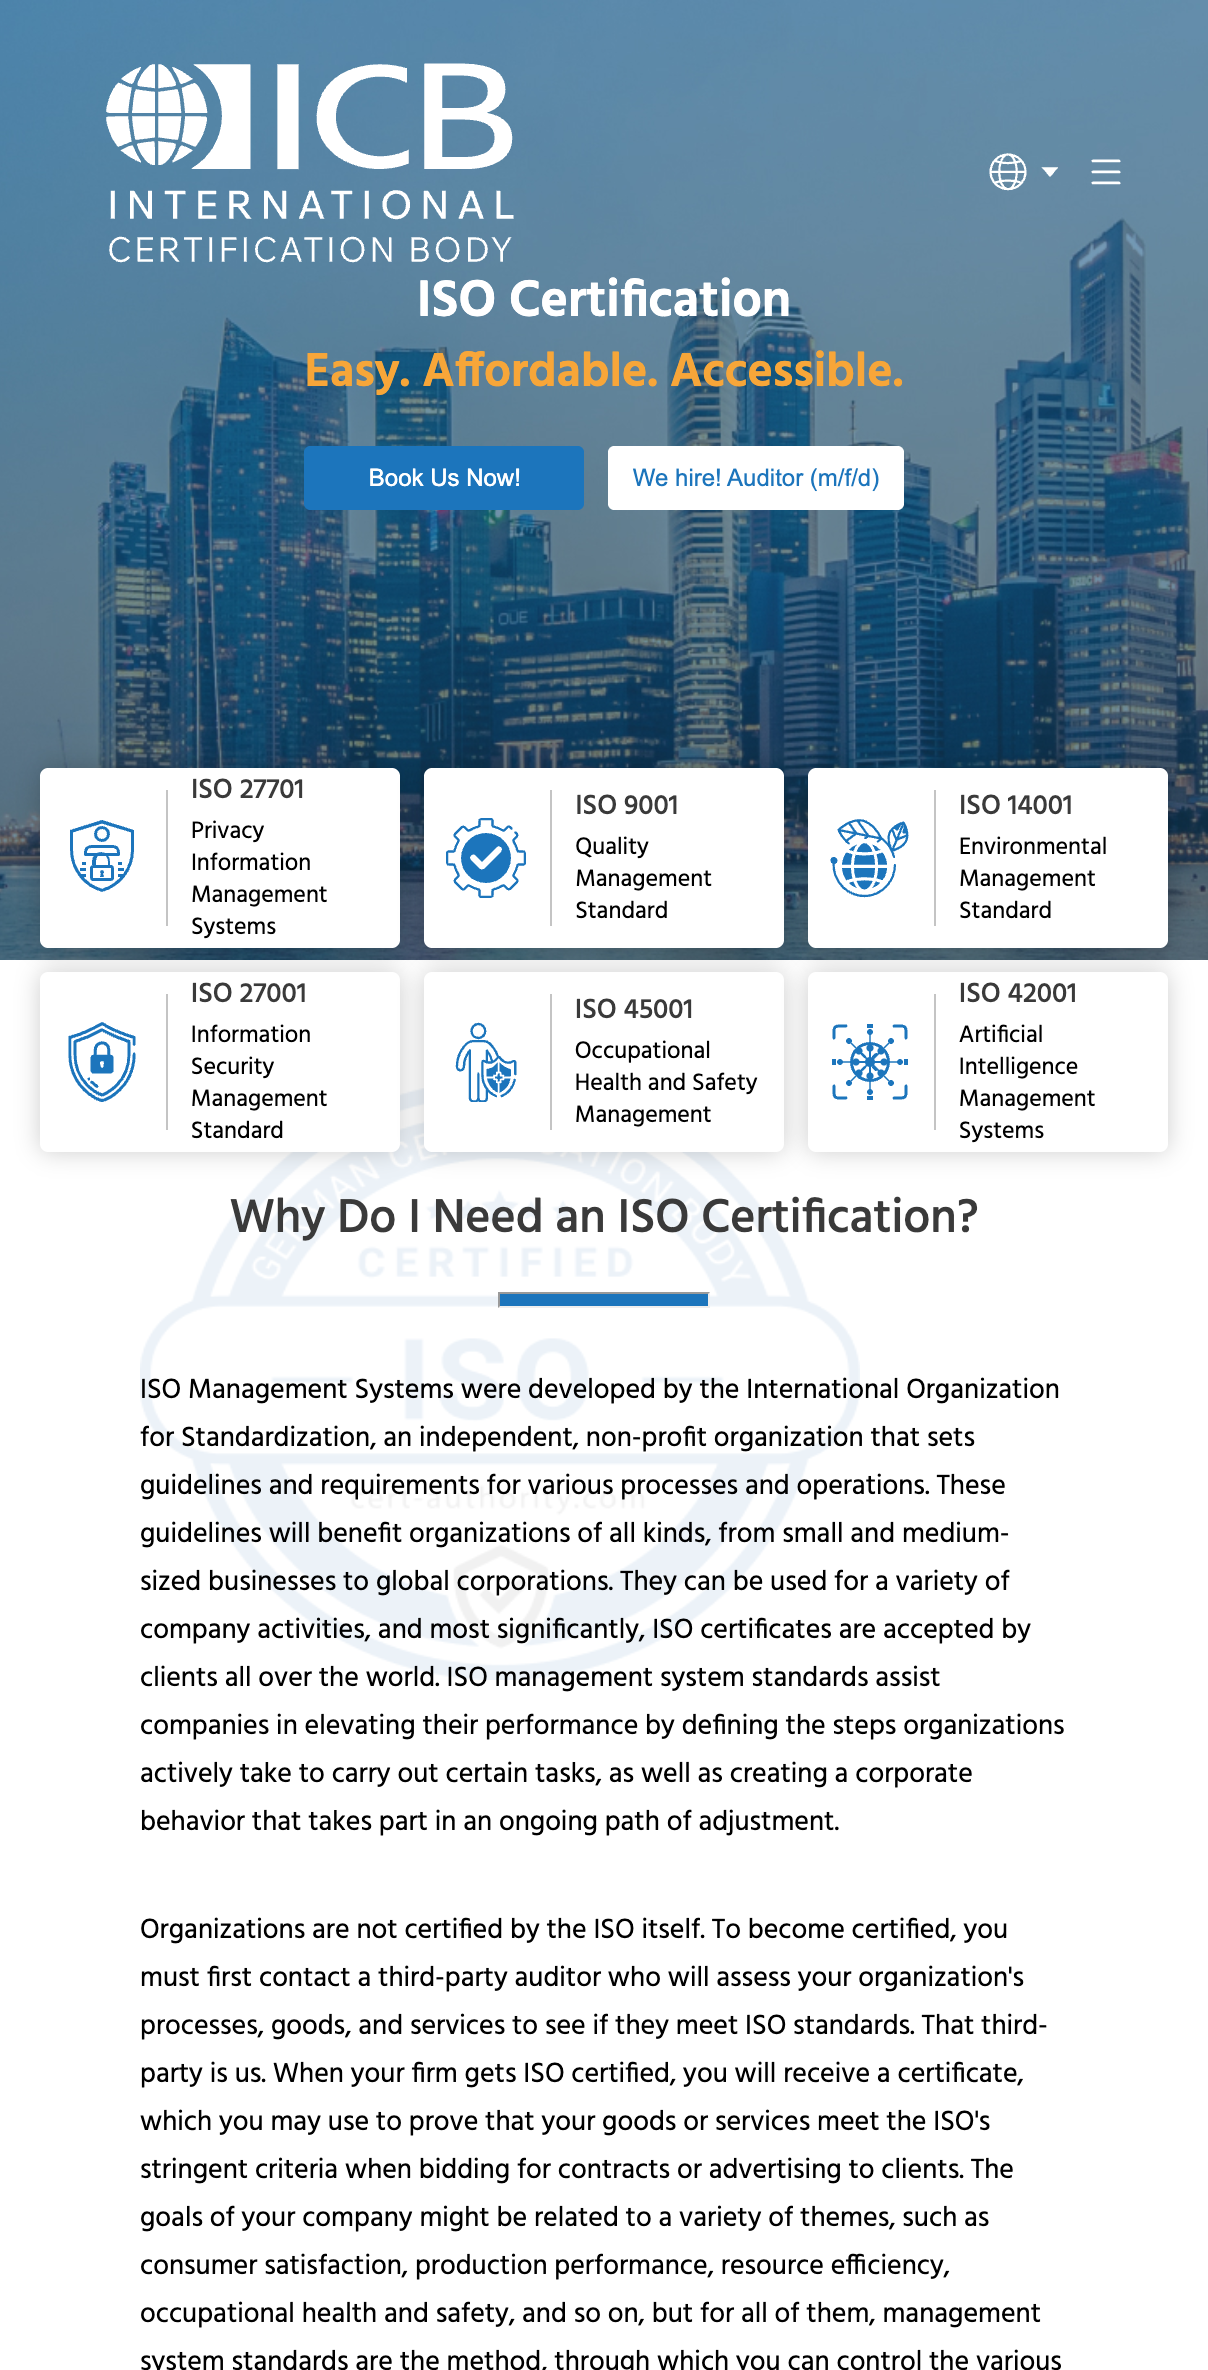 ICB
INTERNATIONAL
CERTIFICATION BODY
ISO Certification
Easy. Affordable. Accessible.
Book Us Now!
We hire! Auditor (m/f/d)
OUE
ISO 27701
Privacy
Information
Management
Systems
ISO 9001
Quality
Management
Standard
ISO 14001
Environmental
Management
Standard
ISO 27001
Information
Security
Management
Standard
ISO 45001
Occupational
Health and Safety
Management
ISO 42001
Artificial
Intelligence
Management
Systems
Why Do I Need an ISO Certification?
CERTIFIED
ISO
ISO Management Systems were developed by the International Organization
for Standardization, an independent, non-profit organization that sets
guidelines and requirements for various processes and operations. These
cert-authority.com
guidelines will benefit organizations of all kinds, from small and medium-
sized businesses to global corporations. They can be used for a variety of
company activities, and most significantly, ISO certificates are accepted by
clients all over the world. ISO management system standards assist
companies in elevating their performance by defining the steps organizations
actively take to carry out certain tasks, as well as creating a corporate
behavior that takes part in an ongoing path of adjustment.
Organizations are not certified by the ISO itself. To become certified, you
must first contact a third-party auditor who will assess your organization's
processes, goods, and services to see if they meet ISO standards. That third-
party is us. When your firm gets ISO certified, you will receive a certificate,
which you may use to prove that your goods or services meet the ISO's
stringent criteria when bidding for contracts or advertising to clients. The
goals of your company might be related to a variety of themes, such as
consumer satisfaction, production performance, resource efficiency,
occupational health and safety, and so on, but for all of them, management
system standards are the method, through which you can control the various